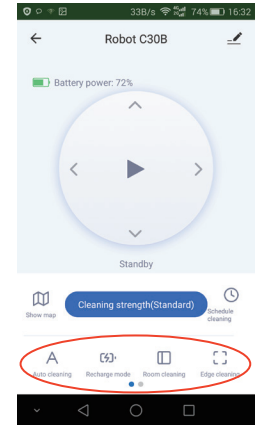 33B/s 74% 16:32
Robot C30B
Battery power: 72%
Standby
Show map
Cleaning strength(Standard)
Schedule
cleaning
A
Auto cleaning Recharge mode Room cleaning Edge cleaning